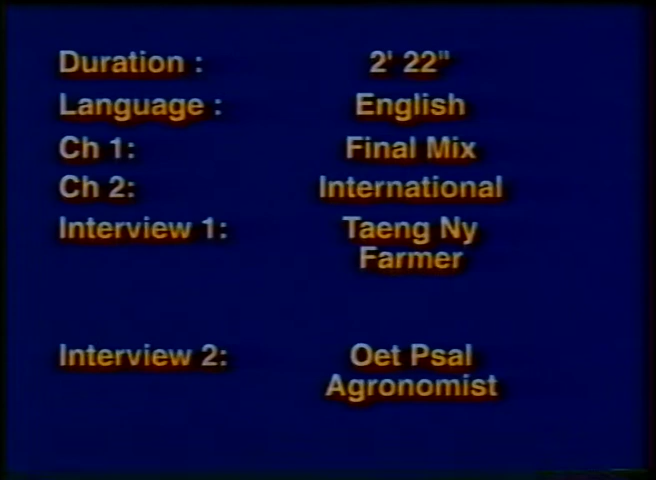 Duration : 2' 22"
Language : English
Ch 1: Final Mix
Ch 2: International
Interview 1: Taeng Ny
Farmer
Interview 2: Oet Psal
Agronomist